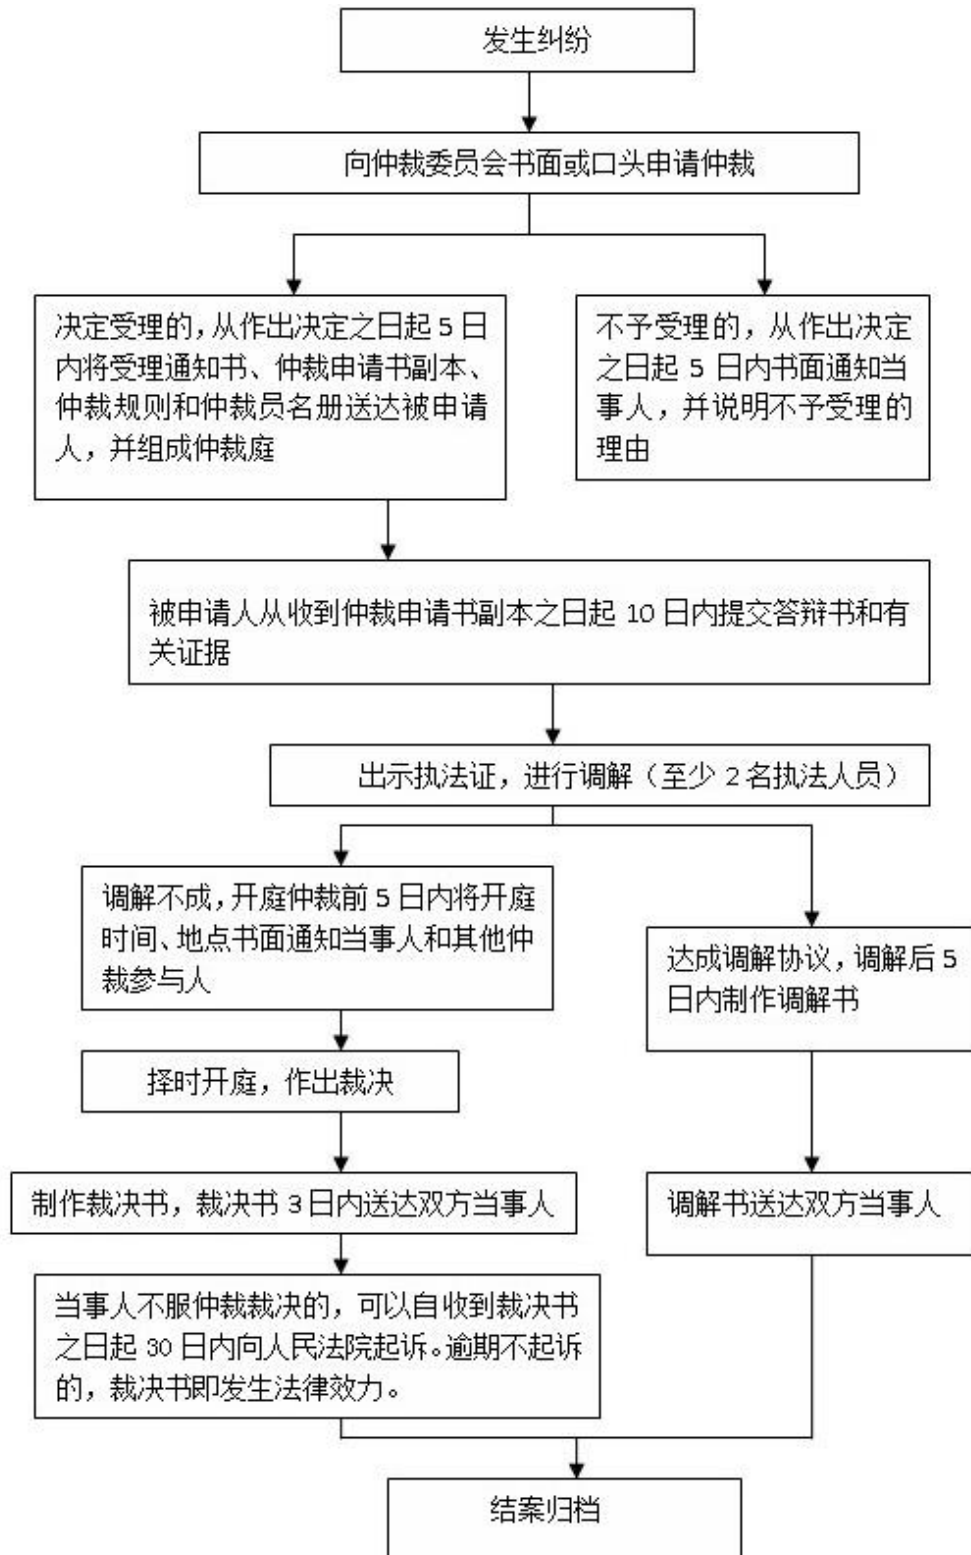 发生纠纷
向仲裁委员会书面或口头申请仲裁
决定受理的，从作出决定之日起 5 日
内将受理通知书、仲裁申请书副本、
仲裁规则和仲裁员名册送达被申请
人，并组成仲裁庭
不予受理的，从作出决定
之日起 5 日内书面通知当
事人，并说明不予受理的
理由
被申请人从收到仲裁申请书副本之日起 10 日内提交答辩书和有
关证据
出示执法证，进行调解（至少 2 名执法人员）
调解不成，开庭仲裁前 5 日内将开庭
时间、地点书面通知当事人和其他仲
裁参与人
达成调解协议，调解后 5
日内制作调解书
择时开庭，作出裁决
制作裁决书，裁决书 3 日内送达双方当事人
调解书送达双方当事人
当事人不服仲裁裁决的，可以自收到裁决书
之日起 30 日内向人民法院起诉。逾期不起诉
的，裁决书即发生法律效力。
结案归档